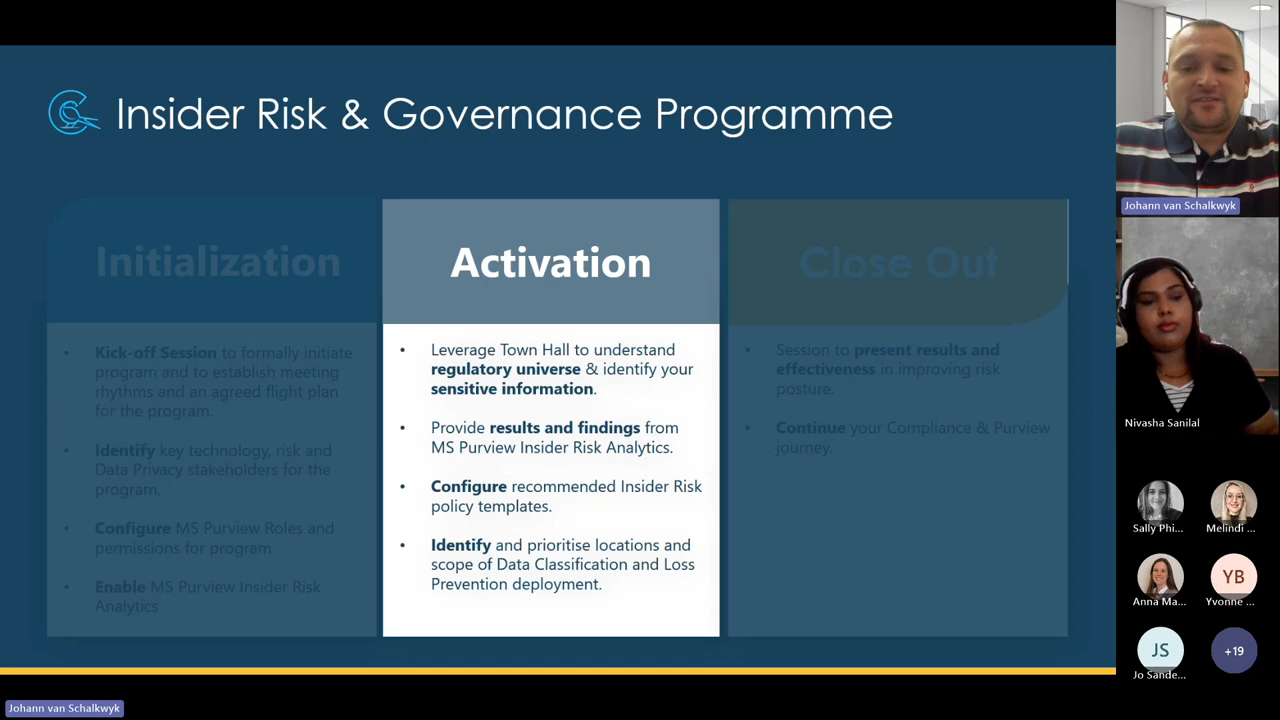 Insider Risk & Governance Programme
Initialization
• Kick-off Session to formally initiate
program and to establish meeting
rhythms and an agreed flight plan
for the program.
• Identify key technology, risk and
Data Privacy stakeholders for the
program.
• Configure MS Purview Roles and
permissions for program
• Enable MS Purview Insider Risk
Analytics
Activation
• Leverage Town Hall to understand
regulatory universe & identify your
sensitive information.
• Provide results and findings from
MS Purview Insider Risk Analytics.
• Configure recommended Insider Risk
policy templates.
• Identify and prioritise locations and
scope of Data Classification and Loss
Prevention deployment.
Close Out
• Session to present results and
effectiveness in improving risk
posture.
• Continue your Compliance & Purview
journey.
Johann van Schalkwyk
Nivasha Sanilal
Sally Phi...
Melindi ...
Anna Ma...
YB
Yvonne ...
JS
Jo Sande...
+19
Johann van Schalkwyk